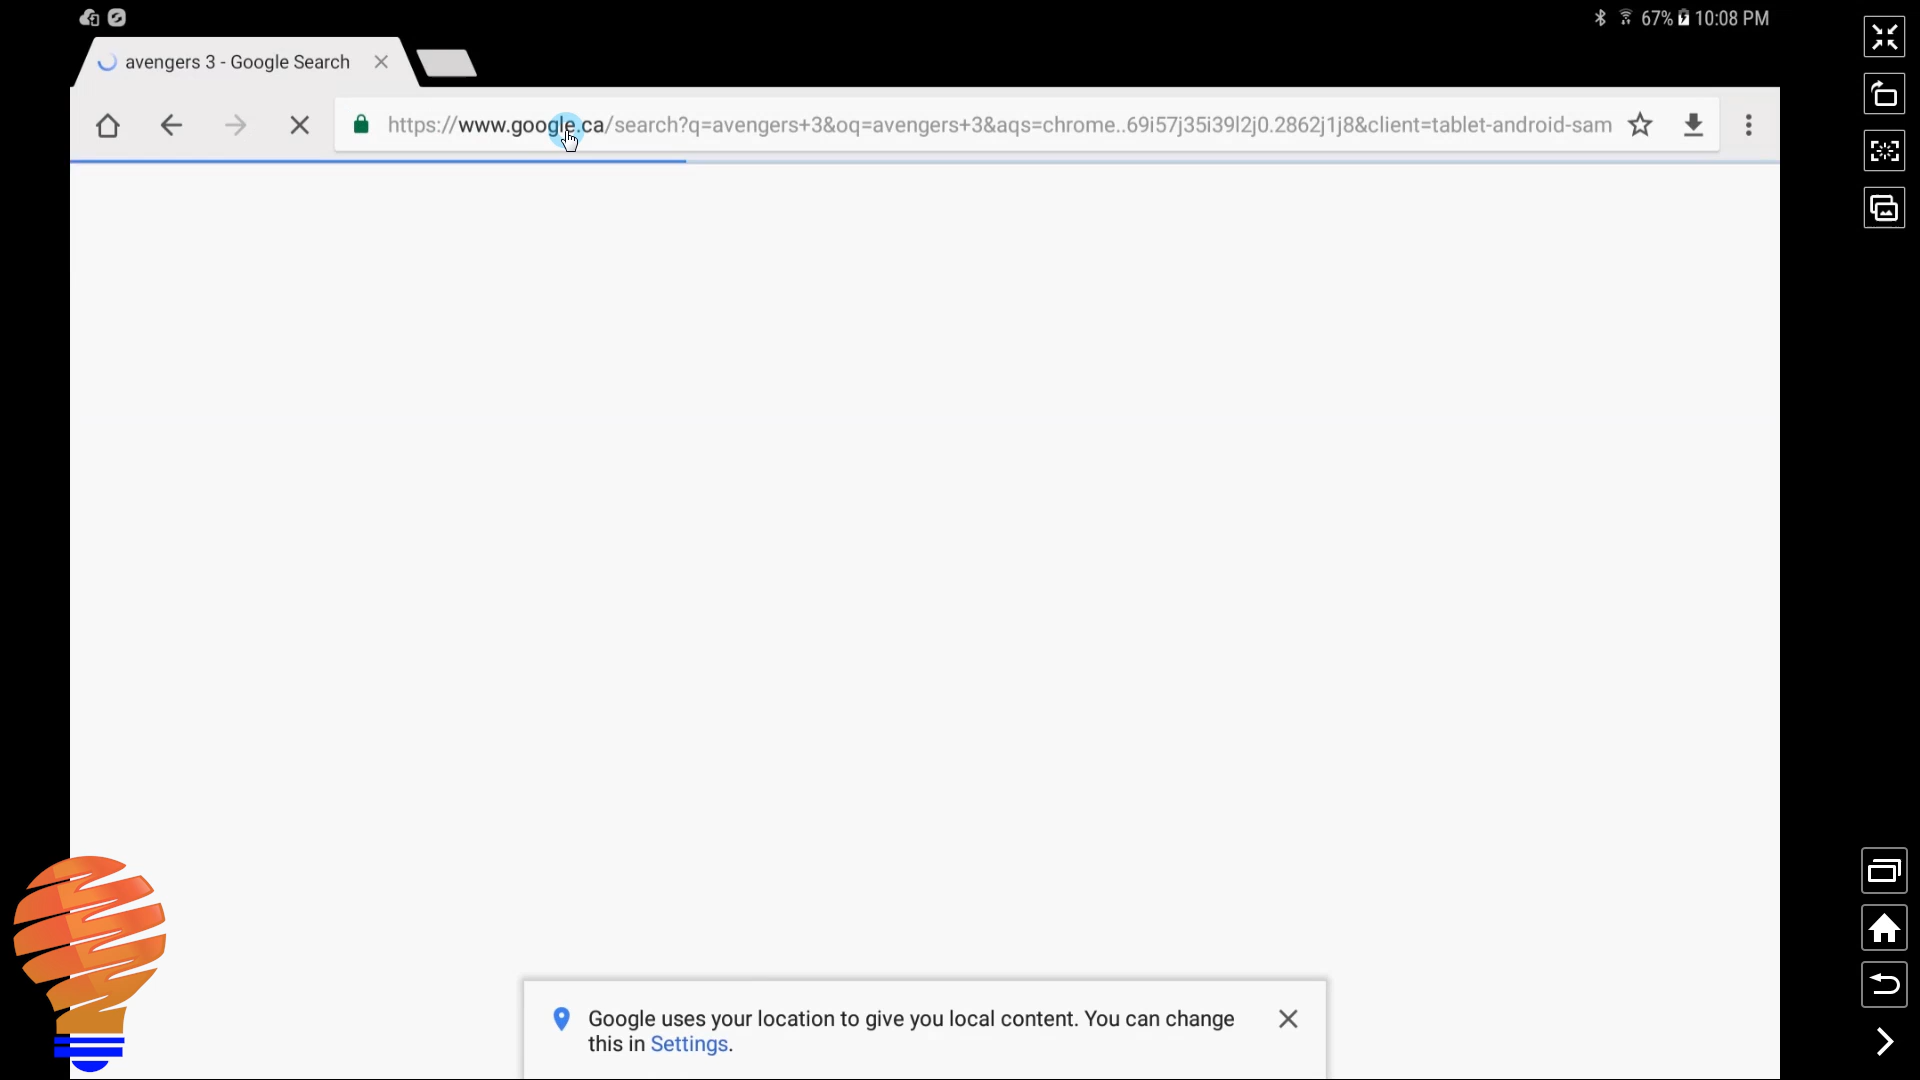 67% 10:08 PM
avengers 3 - Google Search
https://www.google.ca/search?q=avengers+3&oq=avengers+3&aqs=chrome..69i57j35i39l2j0.2862j1j8&client=tablet-android-sam
Google uses your location to give you local content. You can change
this in Settings.